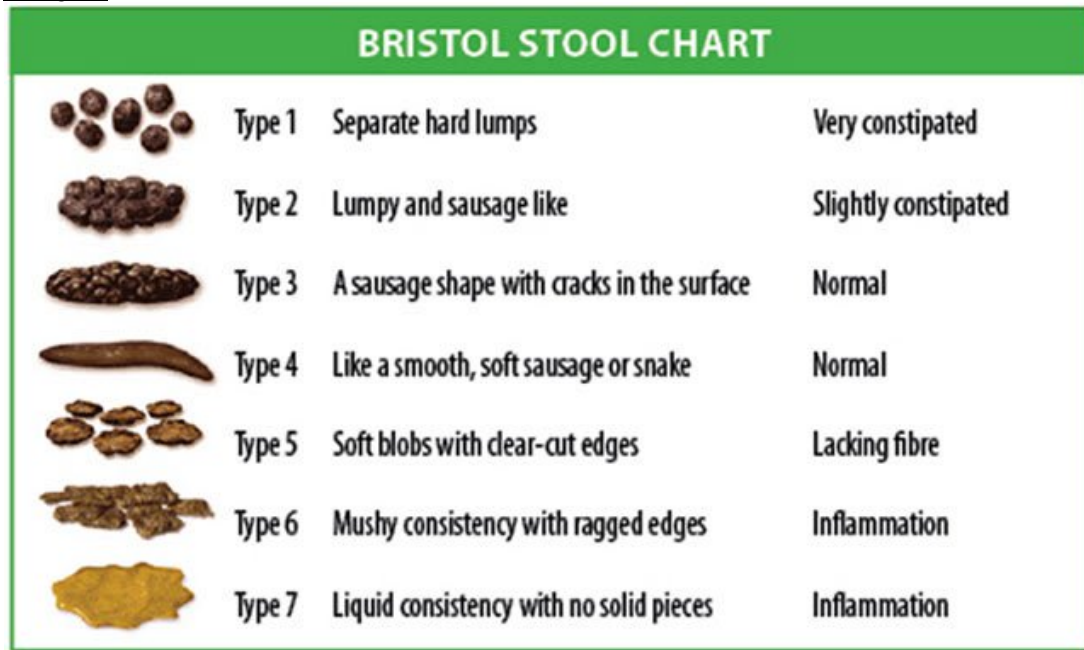 BRISTOL STOOL CHART
Type 1 Separate hard lumps Very constipated
Type 2 Lumpy and sausage like Slightly constipated
Type 3 A sausage shape with cracks in the surface Normal
Type 4 Like a smooth, soft sausage or snake Normal
Type 5 Soft blobs with clear-cut edges Lacking fibre
Type 6 Mushy consistency with ragged edges Inflammation
Type 7 Liquid consistency with no solid pieces Inflammation